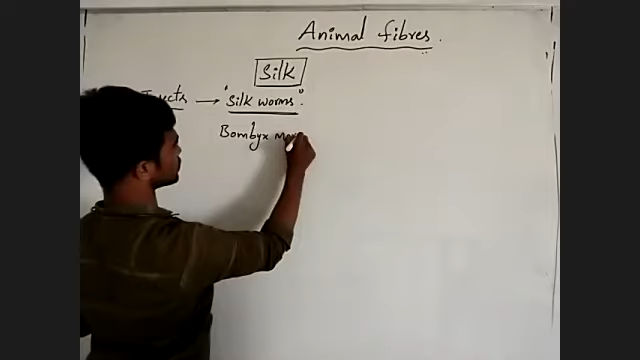 Animal fibres.
Silk
→ "Silk worms".
Bombyx